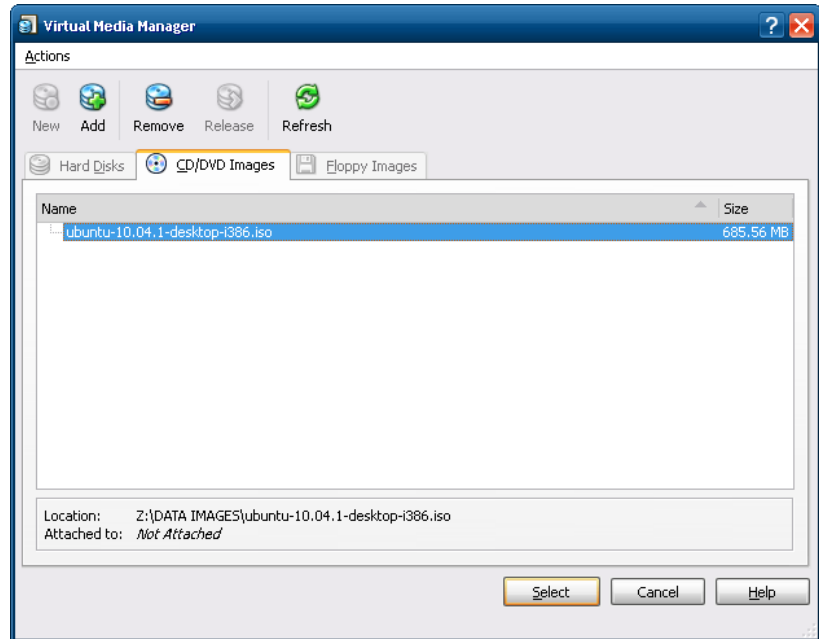 Virtual Media Manager
Actions
New Add Remove Release Refresh
Hard Disks CD/DVD Images Floppy Images
Name Size
ubuntu-10.04.1-desktop-i386.iso 685.56 MB
Location: Z:\DATA IMAGES\ubuntu-10.04.1-desktop-i386.iso
Attached to: Not Attached
Select Cancel Help